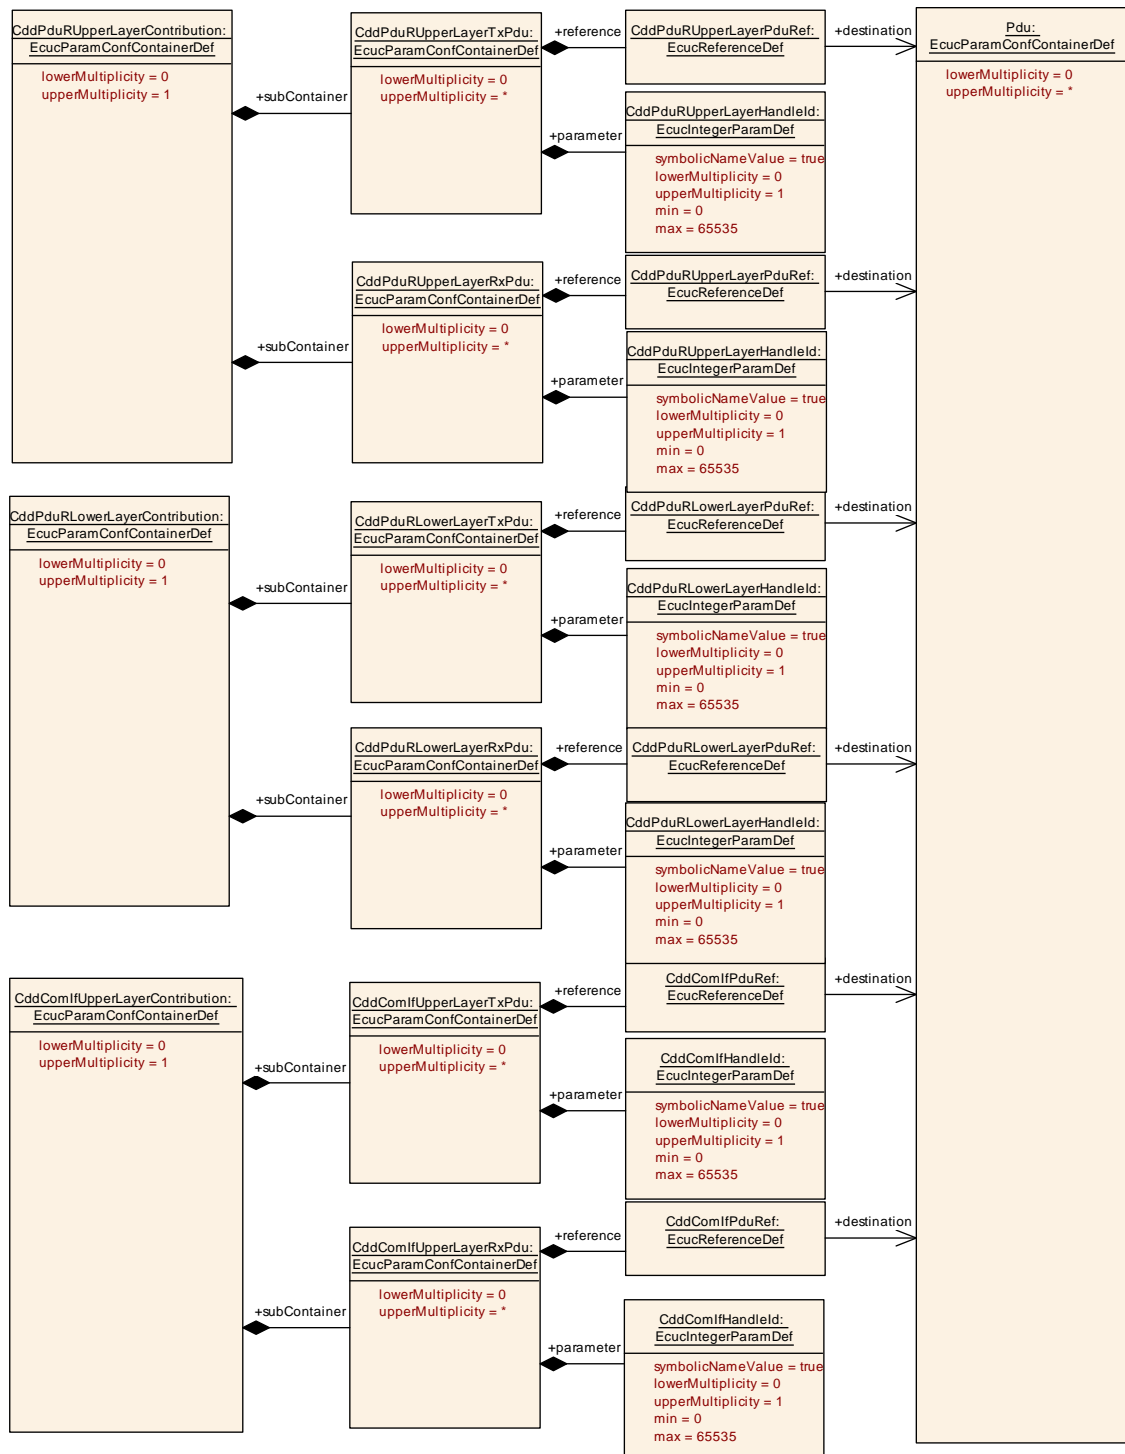 CddPduRUpperLayerContribution:
EcucParamConfContainerDef
lowerMultiplicity = 0
upperMultiplicity = 1
+subContainer
+subContainer
CddPduRUpperLayerTxPdu:
EcucParamConfContainerDef
lowerMultiplicity = 0
upperMultiplicity = *
+reference
CddPduRUpperLayerPduRef:
EcucReferenceDef
+destination
Pdu:
EcucParamConfContainerDef
lowerMultiplicity = 0
upperMultiplicity = *
+parameter
CddPduRUpperLayerHandleId:
EcucIntegerParamDef
symbolicNameValue = true
lowerMultiplicity = 0
upperMultiplicity = 1
min = 0
max = 65535
CddPduRUpperLayerRxPdu:
EcucParamConfContainerDef
lowerMultiplicity = 0
upperMultiplicity = *
+reference
CddPduRUpperLayerPduRef:
EcucReferenceDef
+destination
+parameter
CddPduRUpperLayerHandleId:
EcucIntegerParamDef
symbolicNameValue = true
lowerMultiplicity = 0
upperMultiplicity = 1
min = 0
max = 65535
CddPduRLowerLayerContribution:
EcucParamConfContainerDef
lowerMultiplicity = 0
upperMultiplicity = 1
+subContainer
+subContainer
CddPduRLowerLayerTxPdu:
EcucParamConfContainerDef
lowerMultiplicity = 0
upperMultiplicity = *
+reference
CddPduRLowerLayerPduRef:
EcucReferenceDef
+destination
+parameter
CddPduRLowerLayerHandleId:
EcucIntegerParamDef
symbolicNameValue = true
lowerMultiplicity = 0
upperMultiplicity = 1
min = 0
max = 65535
CddPduRLowerLayerRxPdu:
EcucParamConfContainerDef
lowerMultiplicity = 0
upperMultiplicity = *
+reference
CddPduRLowerLayerPduRef:
EcucReferenceDef
+destination
+parameter
CddPduRLowerLayerHandleId:
EcucIntegerParamDef
symbolicNameValue = true
lowerMultiplicity = 0
upperMultiplicity = 1
min = 0
max = 65535
CddComIfUpperLayerContribution:
EcucParamConfContainerDef
lowerMultiplicity = 0
upperMultiplicity = 1
+subContainer
+subContainer
CddComIfUpperLayerTxPdu:
EcucParamConfContainerDef
lowerMultiplicity = 0
upperMultiplicity = *
+reference
CddComIfPduRef:
EcucReferenceDef
+destination
+parameter
CddComIfHandleId:
EcucIntegerParamDef
symbolicNameValue = true
lowerMultiplicity = 0
upperMultiplicity = 1
min = 0
max = 65535
CddComIfUpperLayerRxPdu:
EcucParamConfContainerDef
lowerMultiplicity = 0
upperMultiplicity = *
+reference
CddComIfPduRef:
EcucReferenceDef
+destination
+parameter
CddComIfHandleId:
EcucIntegerParamDef
symbolicNameValue = true
lowerMultiplicity = 0
upperMultiplicity = 1
min = 0
max = 65535